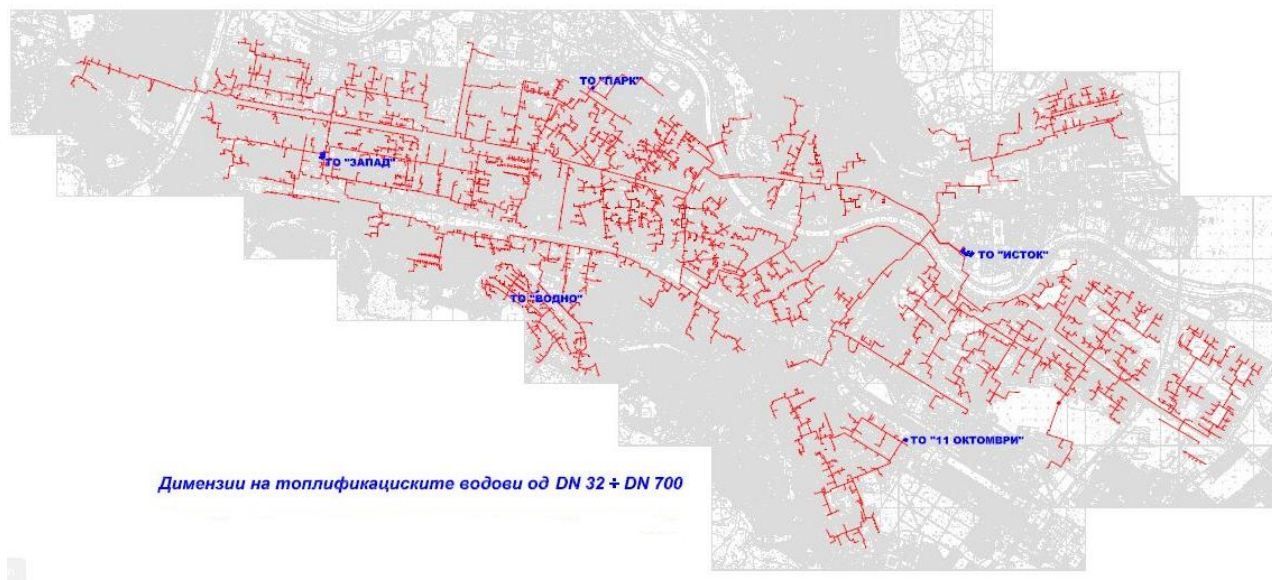 ТО "ПАРК"
ТО "ЗАПАД"
ТО "ИСТОК"
ТО "ВОДНО"
ТО "11 ОКТОМВРИ"
Димензии на топлификациските водови од DN 32 ÷ DN 700